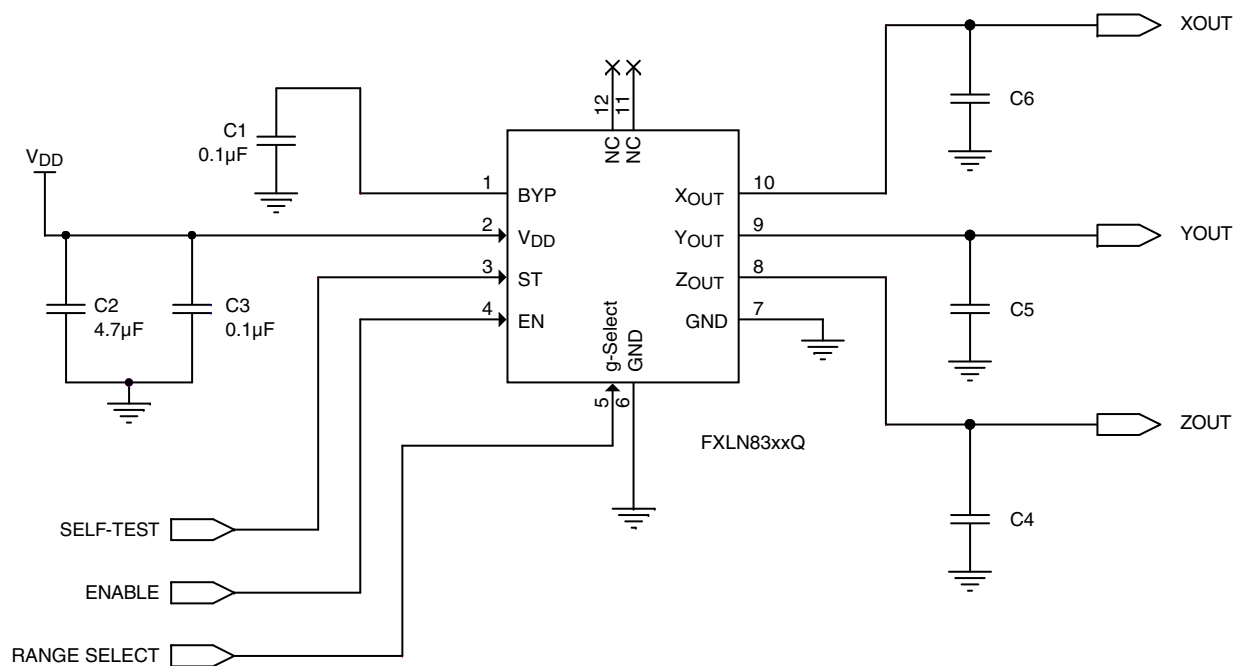 XOUT
C6
12
11
NC
NC
C1
0.1µF
VDD
1
BYP
XOUT
10
2
VDD
YOUT
9
YOUT
3
ST
ZOUT
8
C2
4.7µF
C3
0.1µF
4
EN
g-Select
GND
GND
7
C5
5
6
FXLN83xxQ
ZOUT
SELF-TEST
C4
ENABLE
RANGE SELECT